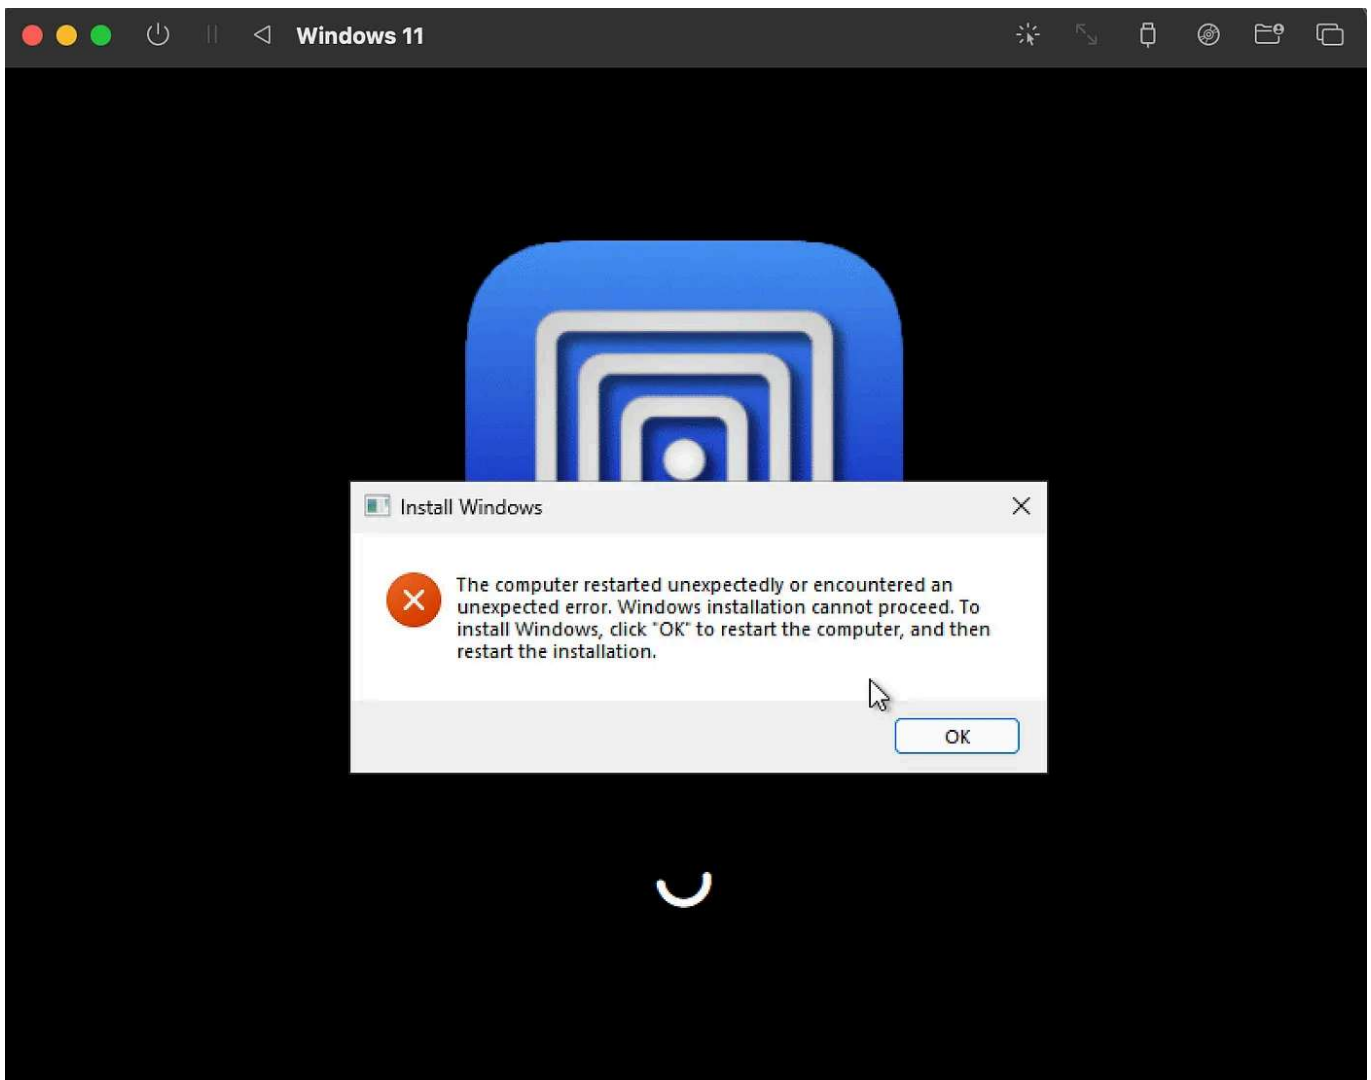 Windows 11
Install Windows
The computer restarted unexpectedly or encountered an
unexpected error. Windows installation cannot proceed. To
install Windows, click "OK" to restart the computer, and then
restart the installation.
OK